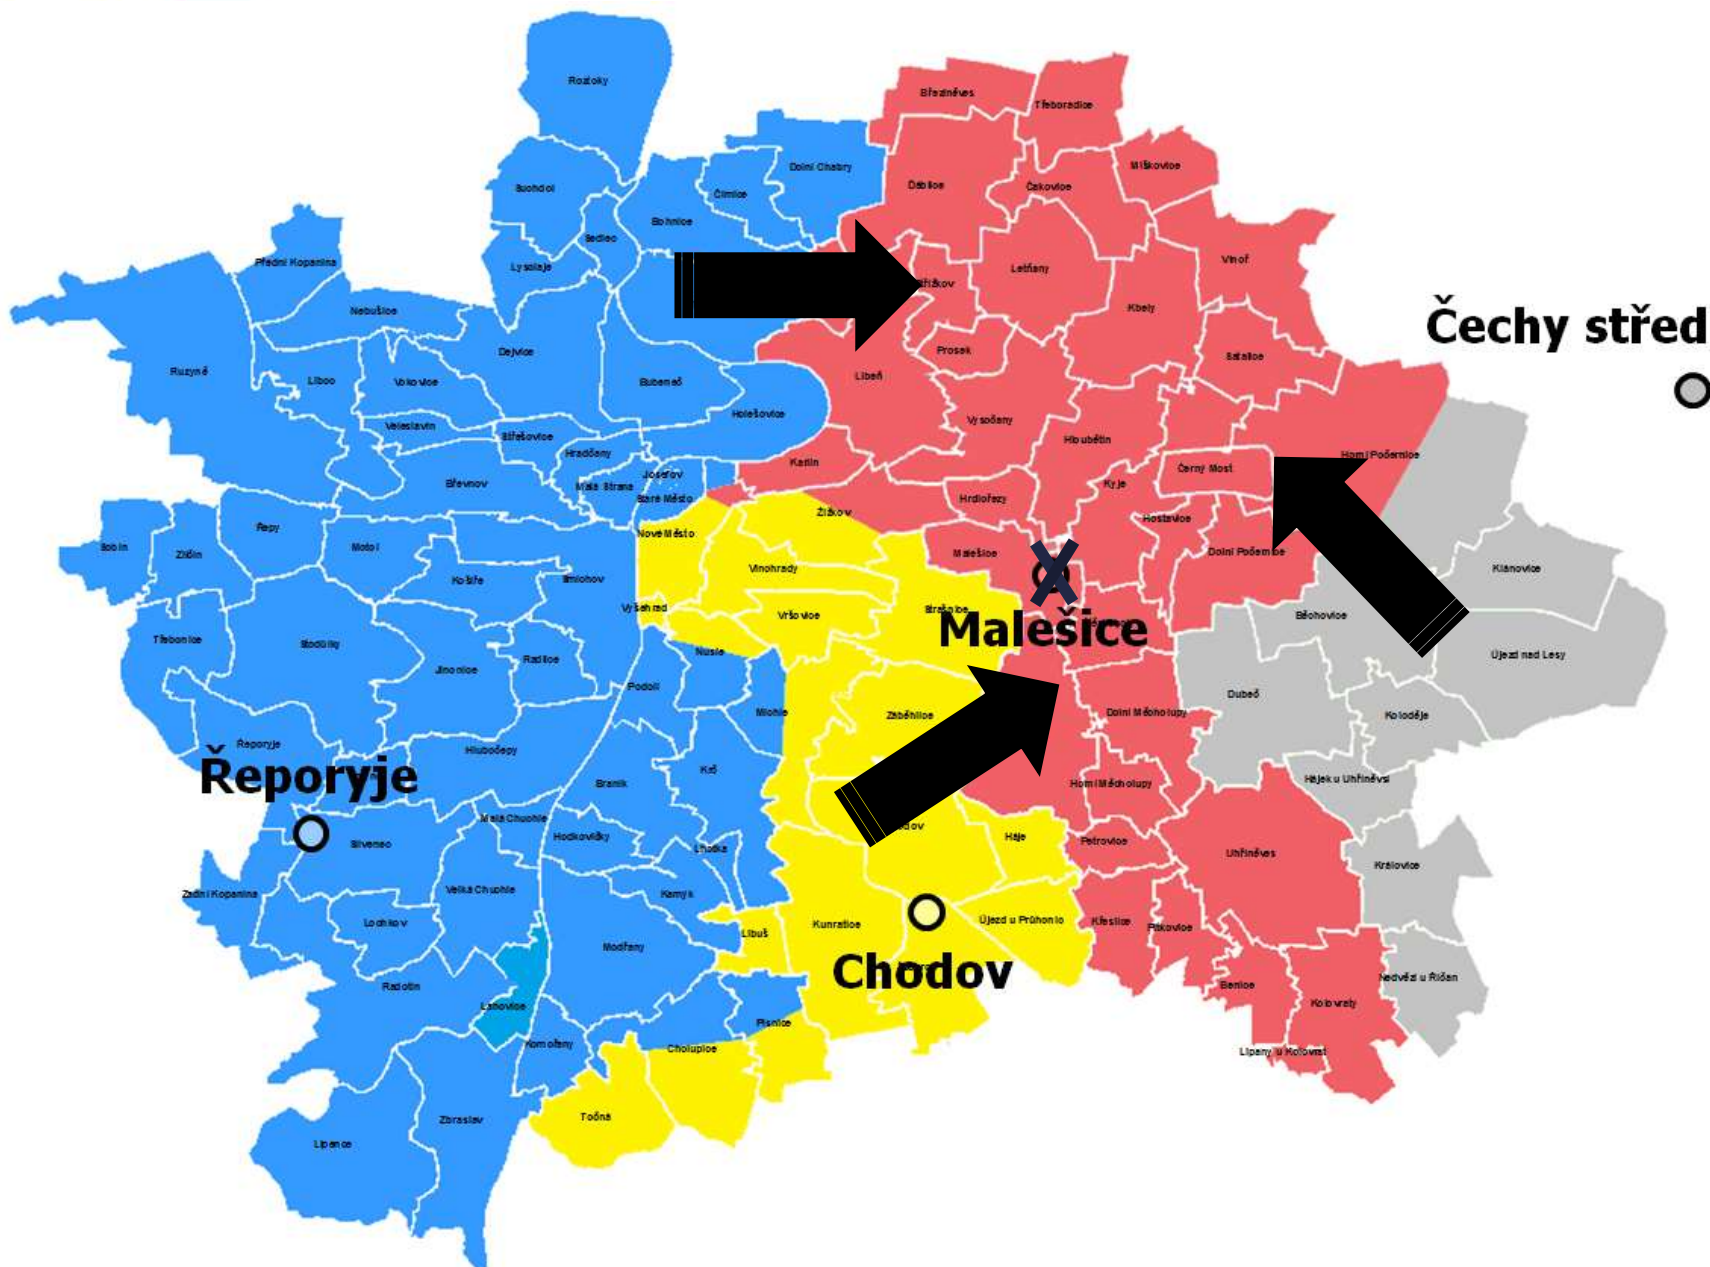 Roztoky
Březiněves
Třeboradice
Dolní Chabry
Miškovice
Suchdol
Čimice
Ďáblice
Čakovice
Bohnice
Sedlec
Přední Kopanina
Lysolaje
Vinoř
Letňany
Střížkov
Nebušice
Kbely
Čechy střed
Dejvice
Prosek
Satalice
Ruzyně
Liboc
Vokovice
Bubeneč
Libeň
Holešovice
Vysočany
Veleslavín
Střešovice
Hloubětín
Hradčany
Horní Počernice
Karlín
Josefov
Černý Most
Břevnov
Malá Strana
Kyje
Staré Město
Hrdlořezy
Žižkov
Hostavice
Řepy
Nové Město
Sobín
Zličín
Motol
Malešice
Dolní Počernice
Vinohrady
Klánovice
Košíře
Smíchov
Vyšehrad
Strašnice
Vršovice
Běchovice
Malešice
Třebonice
Stodůlky
Nusle
Radlice
Újezd nad Lesy
Jinonice
Podolí
Dubeč
Michle
Dolní Měcholupy
Záběhlice
Koloděje
Řeporyje
Hlubočepy
Krč
Řeporyje
Braník
Horní Měcholupy
Hájek u Uhříněvsi
Malá Chuchle
Hodkovičky
Háje
Slivenec
Lhotka
Petrovice
Uhříněves
Královice
Zadní Kopanina
Velká Chuchle
Kamýk
Lochkov
Kunratice
Újezd u Průhonic
Křeslice
Pitkovice
Libuš
Modřany
Chodov
Nedvězí u Říčan
Radotín
Benice
Lahovice
Kolovraty
Písnice
Komořany
Cholupice
Lipany u Kolovrat
Točná
Zbraslav
Lipence